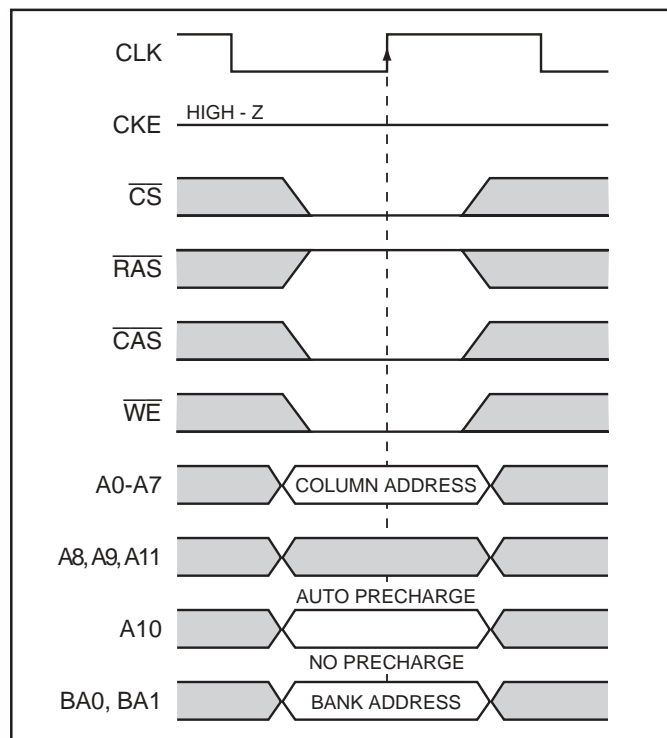 CLK
CKE HIGH - Z
CS
RAS
CAS
WE
A0-A7 COLUMN ADDRESS
A8, A9, A11
AUTO PRECHARGE
A10
NO PRECHARGE
BA0, BA1 BANK ADDRESS